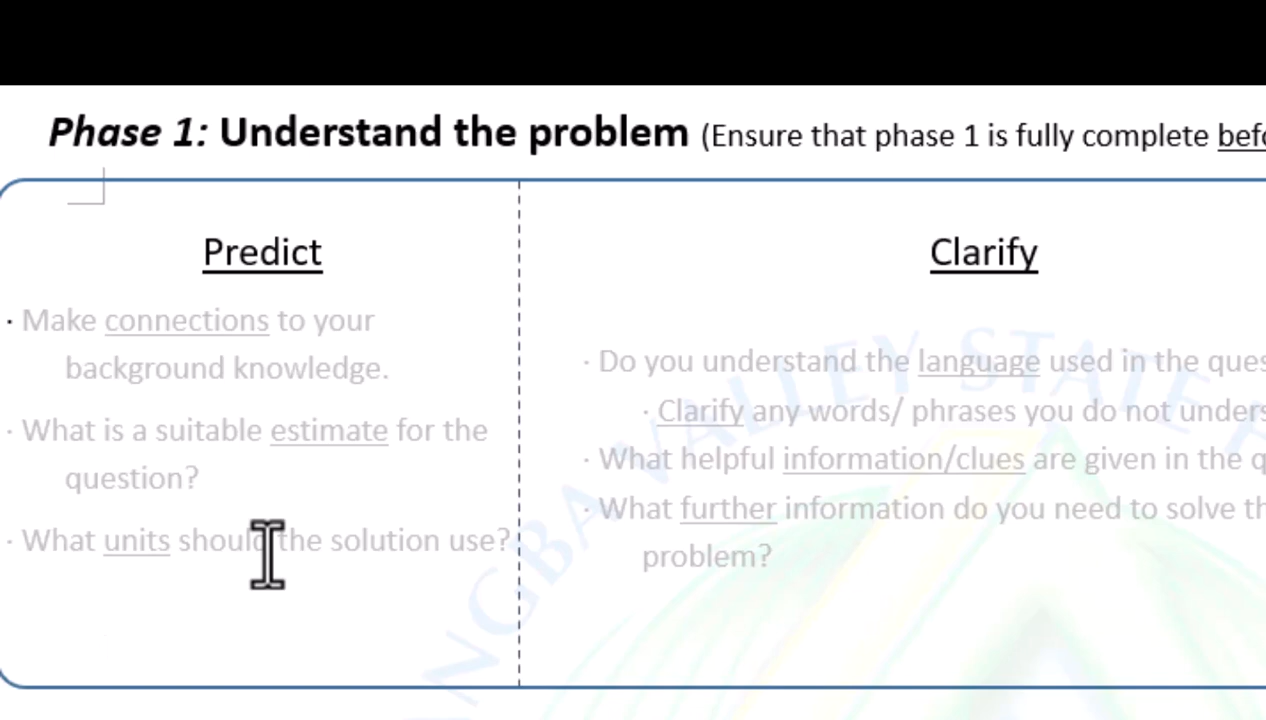 Phase 1: Understand the problem (Ensure that phase 1 is fully complete
Predict
· Make connections to your
background knowledge.
· What is a suitable estimate for the
question?
· What units should the solution use?
Clarify
· Do you understand the language used in the
· Clarify any words/ phrases you do not
· What helpful information/clues are given in the
· What further information do you need to solve
problem?
VALLEY STATE